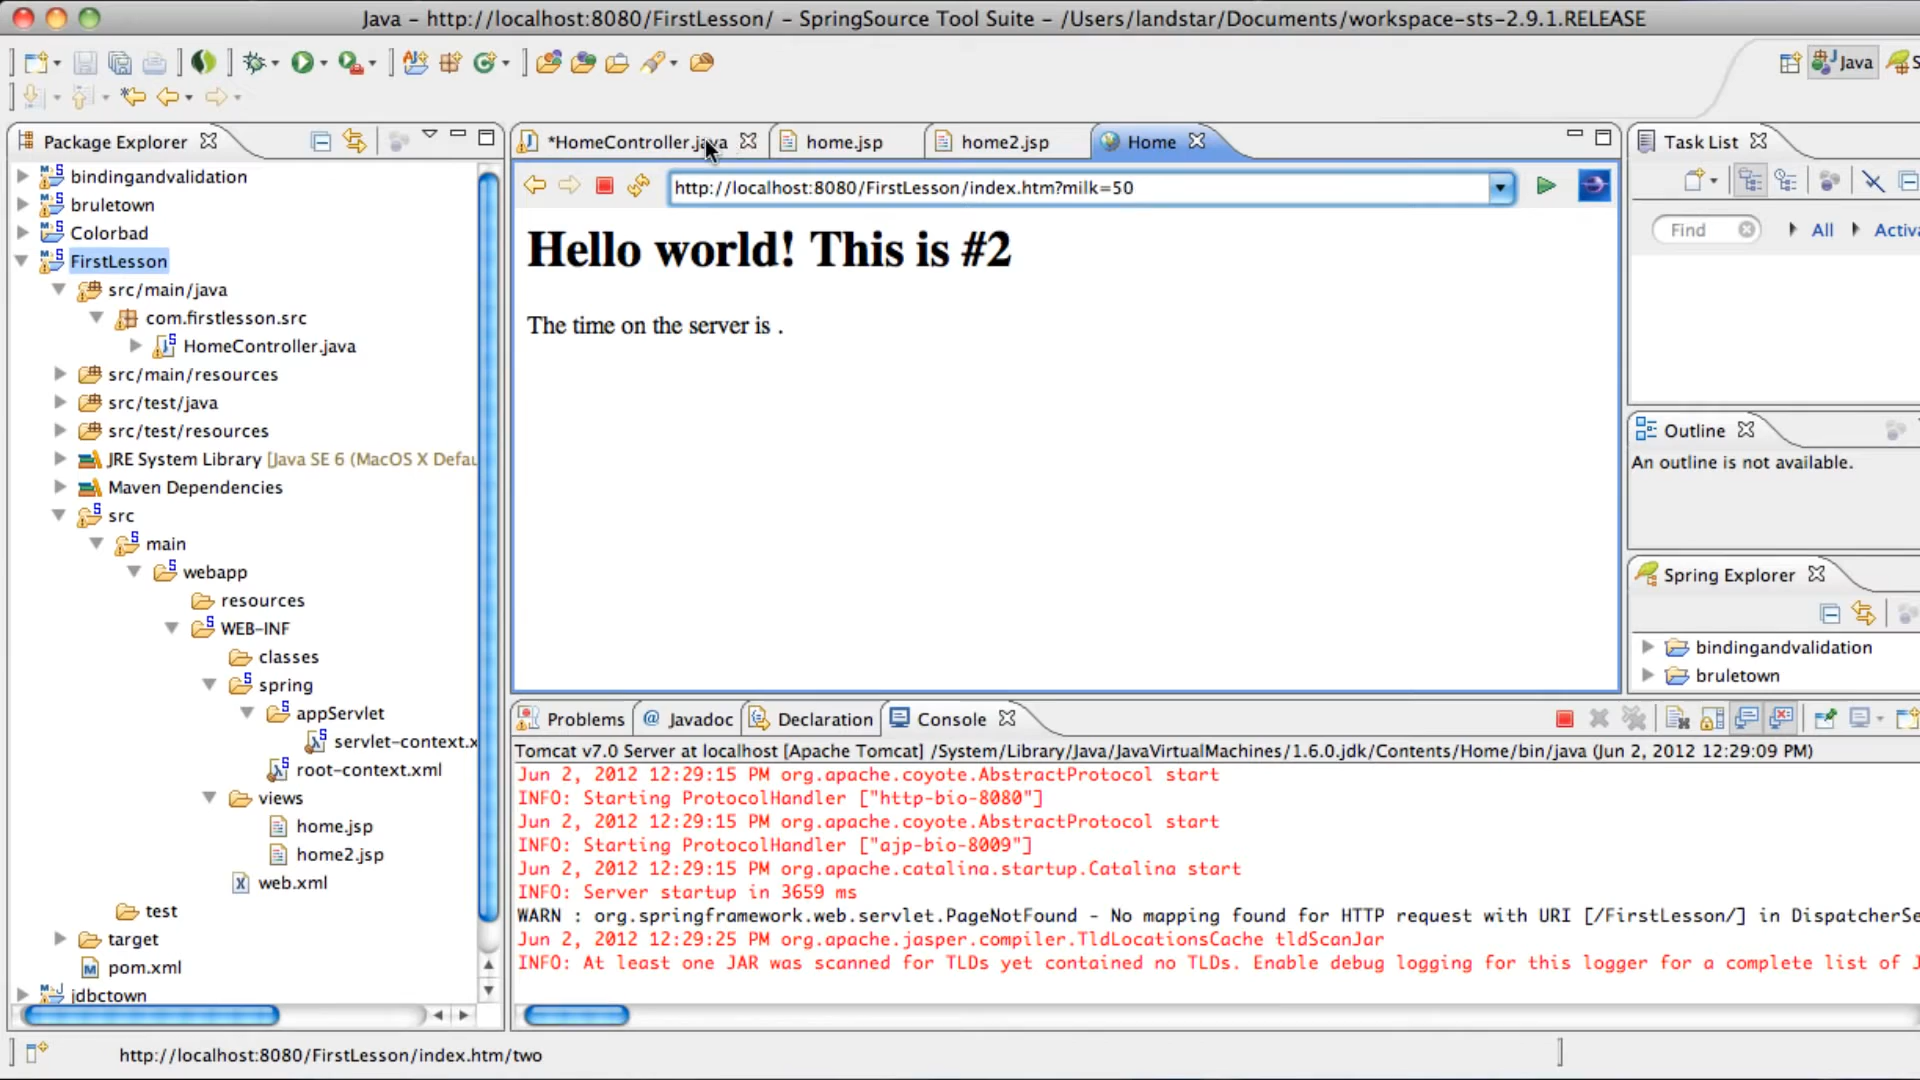 Java – http://localhost:8080/FirstLesson/ – SpringSource Tool Suite – /Users/landstar/Documents/workspace-sts-2.9.1.RELEASE
Java
Package Explorer
bindingandvalidation
bruletown
Colorbad
FirstLesson
src/main/java
com.firstlesson.src
HomeController.java
src/main/resources
src/test/java
src/test/resources
JRE System Library [Java SE 6 (MacOS X Defau
Maven Dependencies
src
main
webapp
resources
WEB-INF
classes
spring
appServlet
servlet-context.x
root-context.xml
views
home.jsp
home2.jsp
web.xml
test
target
pom.xml
jdbctown
*HomeController.java
home.jsp
home2.jsp
Home
http://localhost:8080/FirstLesson/index.htm?milk=50
Hello world! This is #2
The time on the server is .
Task List
Find
All
Activa
Outline
An outline is not available.
Spring Explorer
bindingandvalidation
bruletown
Problems
@ Javadoc
Declaration
Console
Tomcat v7.0 Server at localhost [Apache Tomcat] /System/Library/Java/JavaVirtualMachines/1.6.0.jdk/Contents/Home/bin/java (Jun 2, 2012 12:29:09 PM)
Jun 2, 2012 12:29:15 PM org.apache.coyote.AbstractProtocol start
INFO: Starting ProtocolHandler ["http-bio-8080"]
Jun 2, 2012 12:29:15 PM org.apache.coyote.AbstractProtocol start
INFO: Starting ProtocolHandler ["ajp-bio-8009"]
Jun 2, 2012 12:29:15 PM org.apache.catalina.startup.Catalina start
INFO: Server startup in 3659 ms
WARN : org.springframework.web.servlet.PageNotFound - No mapping found for HTTP request with URI [/FirstLesson/] in DispatcherSe
Jun 2, 2012 12:29:25 PM org.apache.jasper.compiler.TldLocationsCache tldScanJar
INFO: At least one JAR was scanned for TLDs yet contained no TLDs. Enable debug logging for this logger for a complete list of J
http://localhost:8080/FirstLesson/index.htm/two